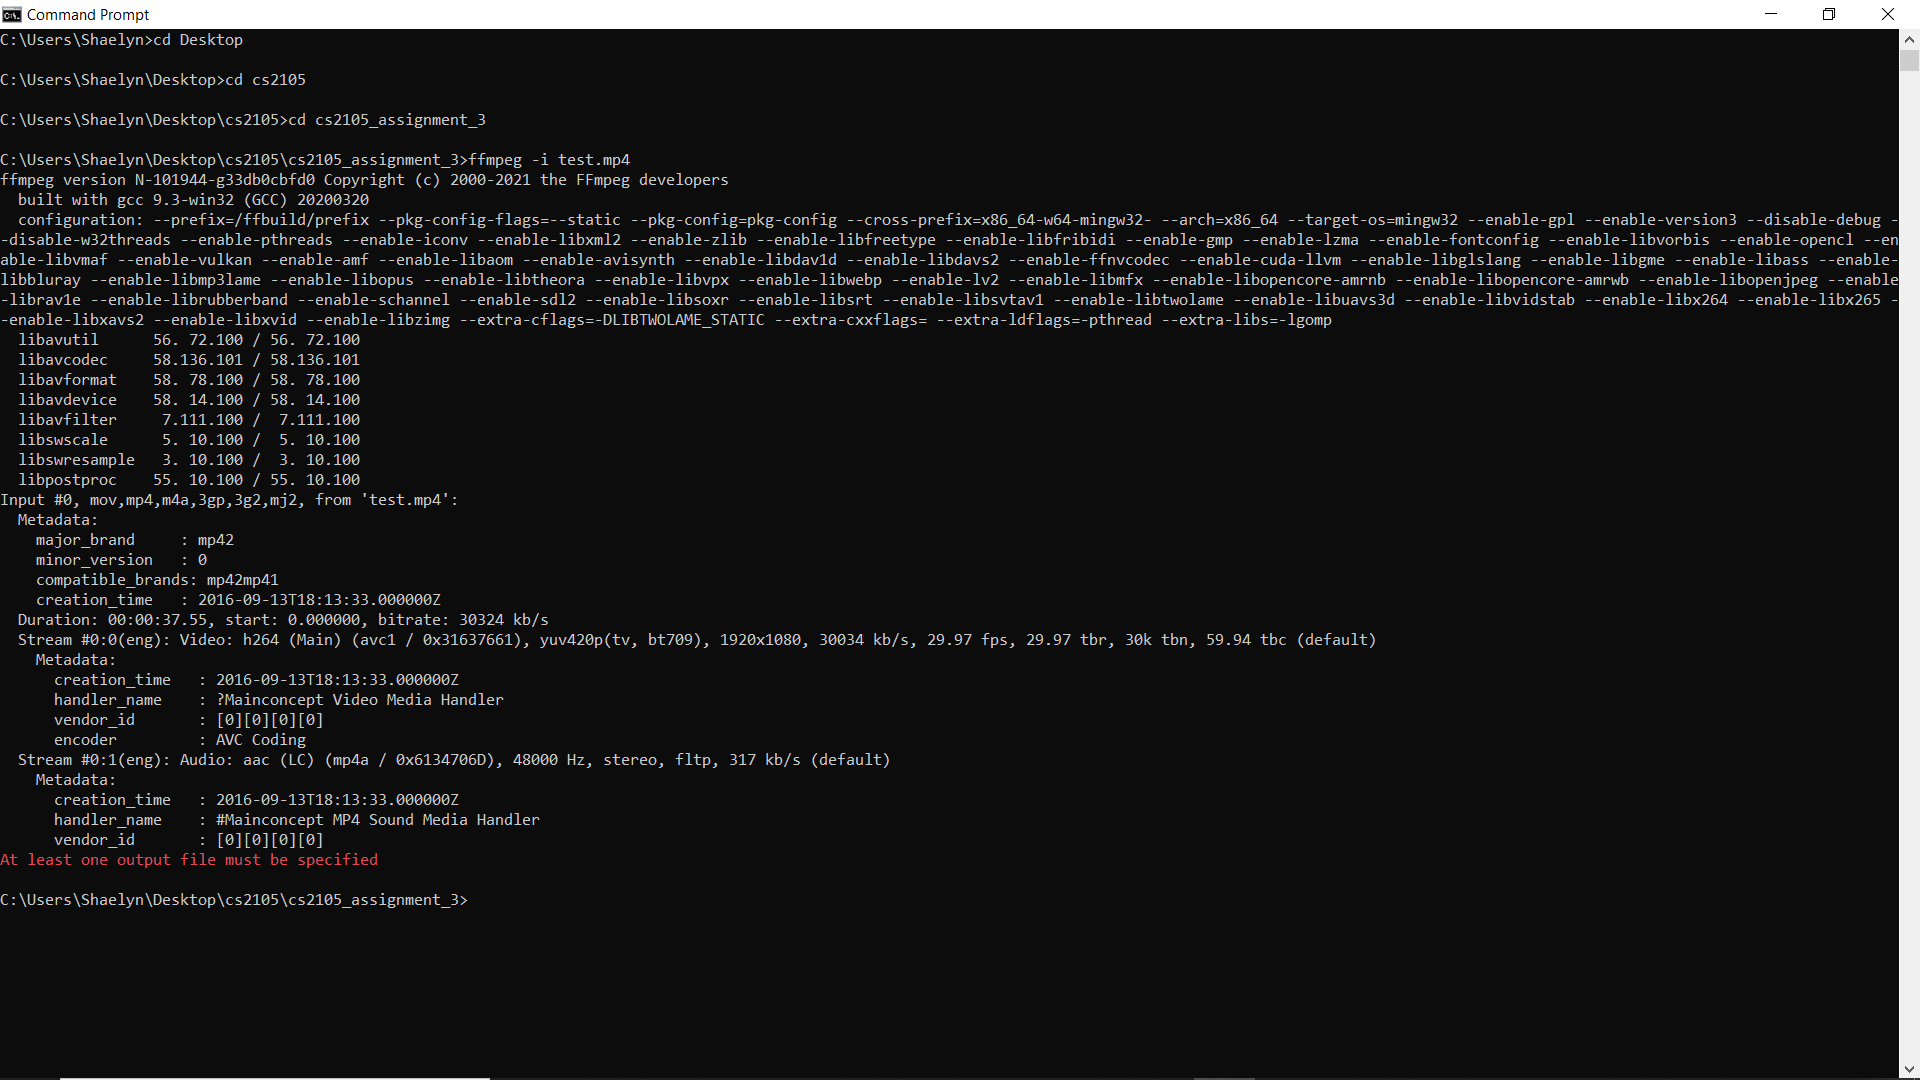 Command Prompt
C:\Users\Shaelyn>cd Desktop
C:\Users\Shaelyn\Desktop>cd cs2105
C:\Users\Shaelyn\Desktop\cs2105>cd cs2105_assignment_3
C:\Users\Shaelyn\Desktop\cs2105\cs2105_assignment_3>ffmpeg -i test.mp4
ffmpeg version N-101944-g33db0cbfd0 Copyright (c) 2000-2021 the FFmpeg developers
  built with gcc 9.3-win32 (GCC) 20200320
  configuration: --prefix=/ffbuild/prefix --pkg-config-flags=--static --pkg-config=pkg-config --cross-prefix=x86_64-w64-mingw32- --arch=x86_64 --target-os=mingw32 --enable-gpl --enable-version3 --disable-debug -
-disable-w32threads --enable-pthreads --enable-iconv --enable-libxml2 --enable-zlib --enable-libfreetype --enable-libfribidi --enable-gmp --enable-lzma --enable-fontconfig --enable-libvorbis --enable-opencl --en
able-libvmaf --enable-vulkan --enable-amf --enable-libaom --enable-avisynth --enable-libdav1d --enable-libdavs2 --enable-ffnvcodec --enable-cuda-llvm --enable-libglslang --enable-libgme --enable-libass --enable-
libbluray --enable-libmp3lame --enable-libopus --enable-libtheora --enable-libvpx --enable-libwebp --enable-lv2 --enable-libmfx --enable-libopencore-amrnb --enable-libopencore-amrwb --enable-libopenjpeg --enable
-librav1e --enable-librubberband --enable-schannel --enable-sdl2 --enable-libsoxr --enable-libsrt --enable-libsvtav1 --enable-libtwolame --enable-libuavs3d --enable-libvidstab --enable-libx264 --enable-libx265 -
-enable-libxavs2 --enable-libxvid --enable-libzimg --extra-cflags=-DLIBTWOLAME_STATIC --extra-cxxflags= --extra-ldflags=-pthread --extra-libs=-lgomp
  libavutil      56. 72.100 / 56. 72.100
  libavcodec     58.136.101 / 58.136.101
  libavformat    58. 78.100 / 58. 78.100
  libavdevice    58. 14.100 / 58. 14.100
  libavfilter     7.111.100 /  7.111.100
  libswscale      5. 10.100 /  5. 10.100
  libswresample   3. 10.100 /  3. 10.100
  libpostproc    55. 10.100 / 55. 10.100
Input #0, mov,mp4,m4a,3gp,3g2,mj2, from 'test.mp4':
  Metadata:
    major_brand     : mp42
    minor_version   : 0
    compatible_brands: mp42mp41
    creation_time   : 2016-09-13T18:13:33.000000Z
  Duration: 00:00:37.55, start: 0.000000, bitrate: 30324 kb/s
  Stream #0:0(eng): Video: h264 (Main) (avc1 / 0x31637661), yuv420p(tv, bt709), 1920x1080, 30034 kb/s, 29.97 fps, 29.97 tbr, 30k tbn, 59.94 tbc (default)
    Metadata:
      creation_time   : 2016-09-13T18:13:33.000000Z
      handler_name    : ?Mainconcept Video Media Handler
      vendor_id       : [0][0][0][0]
      encoder         : AVC Coding
  Stream #0:1(eng): Audio: aac (LC) (mp4a / 0x6134706D), 48000 Hz, stereo, fltp, 317 kb/s (default)
    Metadata:
      creation_time   : 2016-09-13T18:13:33.000000Z
      handler_name    : #Mainconcept MP4 Sound Media Handler
      vendor_id       : [0][0][0][0]
At least one output file must be specified
C:\Users\Shaelyn\Desktop\cs2105\cs2105_assignment_3>